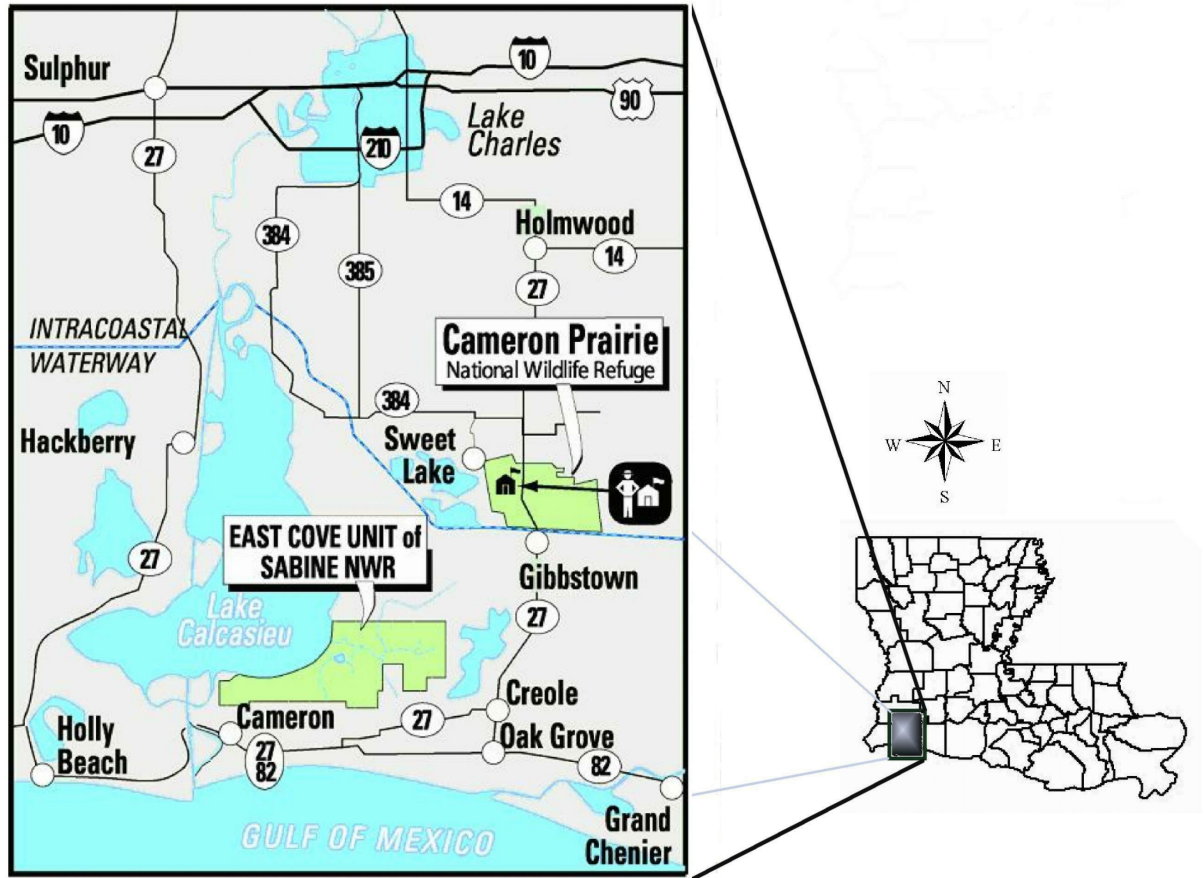 Sulphur
10
90
10
27
210
Lake
Charles
14
Holmwood
384
14
385
27
INTRACOASTAL
WATERWAY
Cameron Prairie
National Wildlife Refuge
384
Hackberry
Sweet
Lake
EAST COVE UNIT of
SABINE NWR
27
Gibbstown
Lake
Calcasieu
27
Creole
Holly
Beach
Cameron
27
Oak Grove
27
82
82
GULF OF MEXICO
Grand
Chenier
N
W
E
S